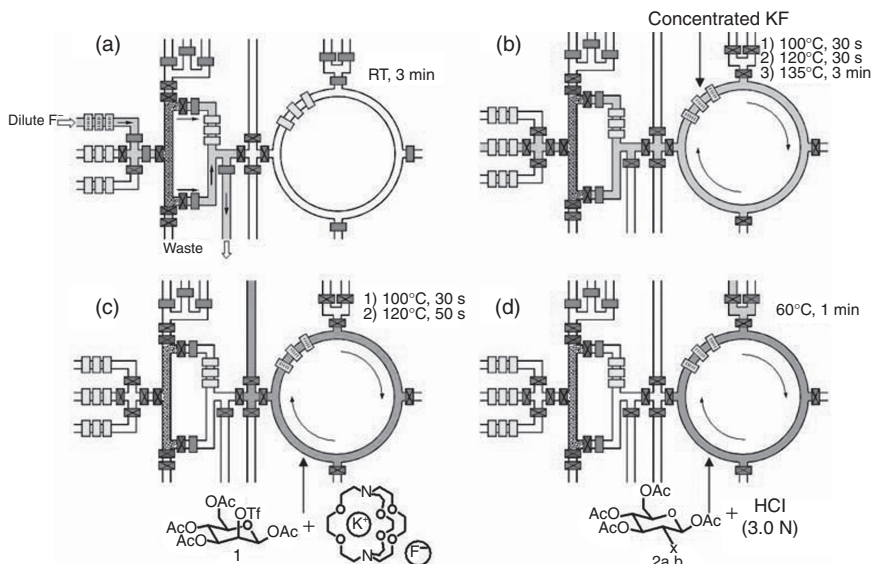 (a)
RT, 3 min
Dilute F⁻
Waste
(b)
Concentrated KF
1) 100°C, 30 s
2) 120°C, 30 s
3) 135°C, 3 min
(c)
1) 100°C, 30 s
2) 120°C, 50 s
OAc
OTf
AcO
AcO
O
OAc
1
+
N
O
O
K⁺
O
O
N
F⁻
(d)
60°C, 1 min
OAc
AcO
AcO
O
OAc
x
2a,b
+ HCl
(3.0 N)